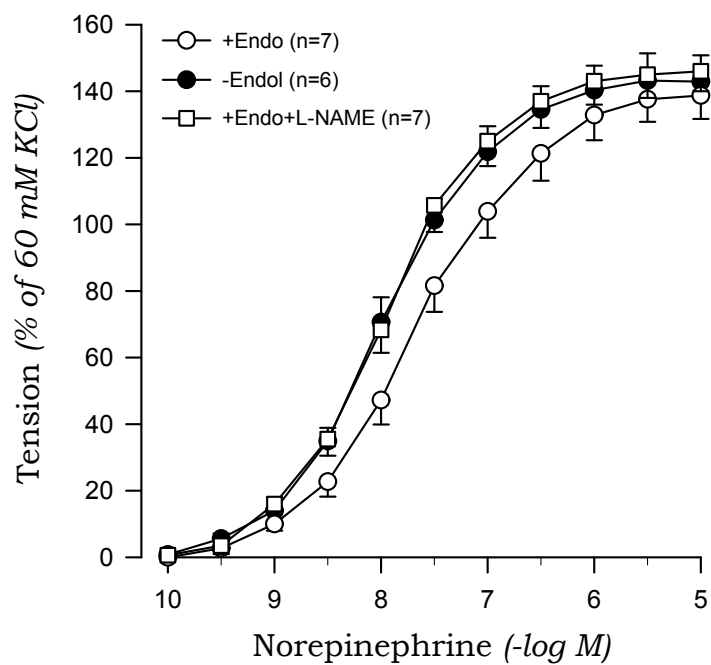 160
140
120
100
80
60
40
20
0
Tension (% of 60 mM KCl)
+Endo (n=7)
-Endol (n=6)
+Endo+L-NAME (n=7)
10 9 8 7 6 5
Norepinephrine (-log M)